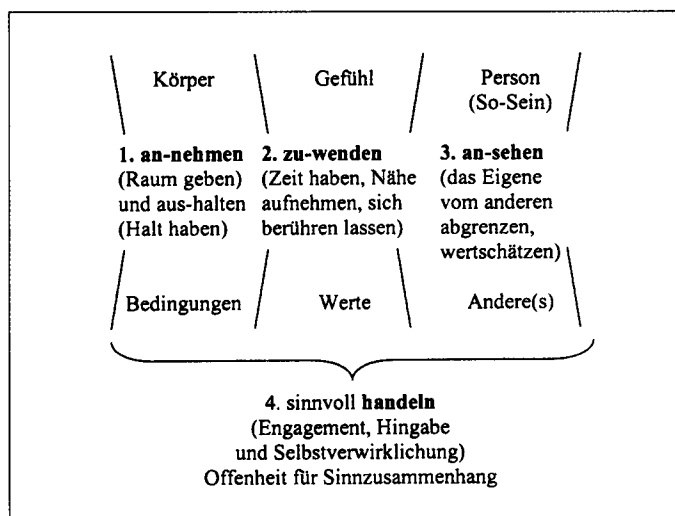 Körper Gefühl Person
(So-Sein)
1. an-nehmen 2. zu-wenden 3. an-sehen
(Raum geben) (Zeit haben, Nähe (das Eigene
und aus-halten aufnehmen, sich vom anderen
(Halt haben) berühren lassen) abgrenzen,
wertschätzen)
Bedingungen Werte Andere(s)
4. sinnvoll handeln
(Engagement, Hingabe
und Selbstverwirklichung)
Offenheit für Sinnzusammenhang